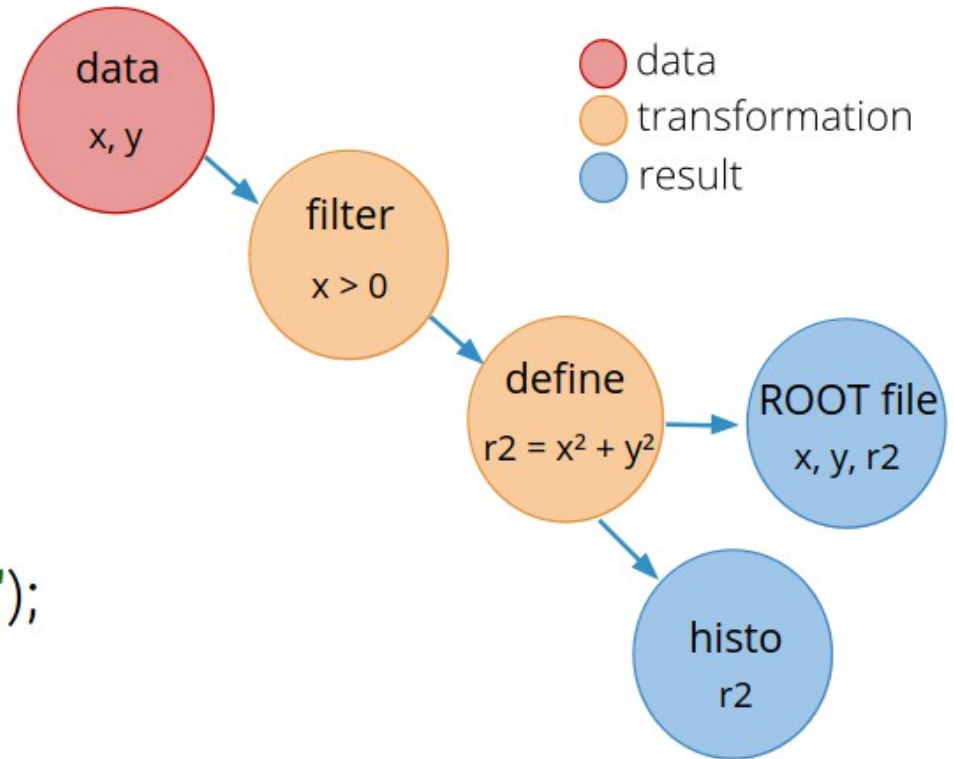 data
x, y
data
transformation
result
filter
x > 0
define
r2 = x² + y²
ROOT file
x, y, r2
");
histo
r2